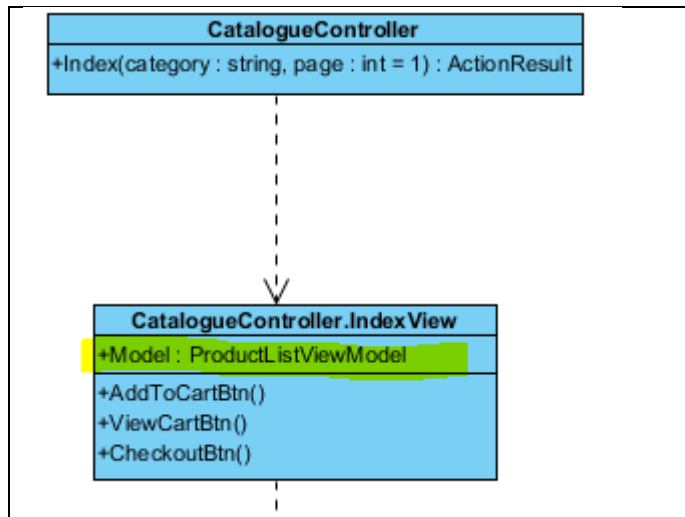 CatalogueController
+Index(category : string, page : int = 1) : ActionResult
CatalogueController.IndexView
+Model : ProductListViewModel
+AddToCartBtn()
+ViewCartBtn()
+CheckoutBtn()